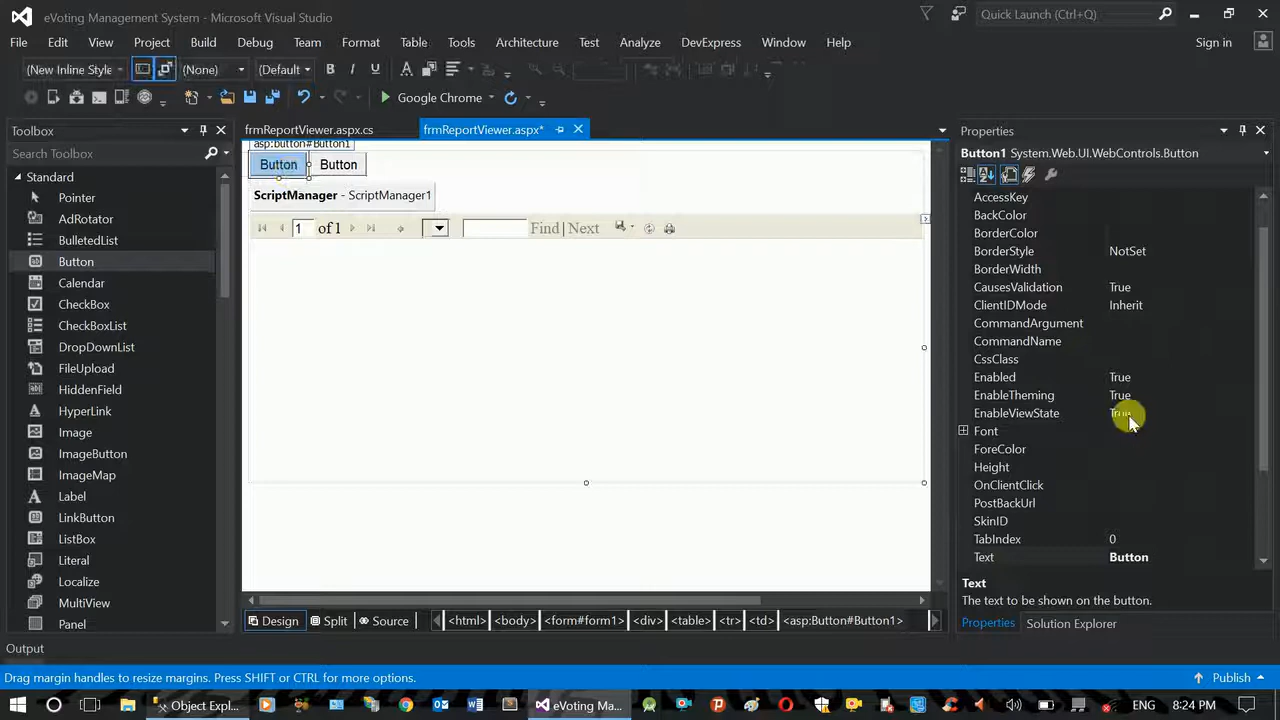 eVoting Management System - Microsoft Visual Studio
Quick Launch (Ctrl+Q)
File Edit View Project Build Debug Team Format Table Tools Architecture Test Analyze DevExpress Window Help
Sign in
(New Inline Style (None) (Default B I U A
Google Chrome
Toolbox
Search Toolbox
Standard
Pointer
AdRotator
BulletedList
Button
Calendar
CheckBox
CheckBoxList
DropDownList
FileUpload
HiddenField
HyperLink
Image
ImageButton
ImageMap
Label
LinkButton
ListBox
Literal
Localize
MultiView
Panel
frmReportViewer.aspx.cs
frmReportViewer.aspx*
asp:button#Button1
Button Button
ScriptManager - ScriptManager1
1 of 1 Find | Next
Design Split Source <html> <body> <form#form1> <div> <table> <tr> <td> <asp:Button#Button1>
Properties
Button1 System.Web.UI.WebControls.Button
AccessKey
BackColor
BorderColor
BorderStyle NotSet
BorderWidth
CausesValidation True
ClientIDMode Inherit
CommandArgument
CommandName
CssClass
Enabled True
EnableTheming True
EnableViewState True
Font
ForeColor
Height
OnClientClick
PostBackUrl
SkinID
TabIndex 0
Text Button
Text
The text to be shown on the button.
Properties Solution Explorer
Output
Drag margin handles to resize margins. Press SHIFT or CTRL for more options.
Publish
Object Expl...
eVoting Ma...
ENG 8:24 PM